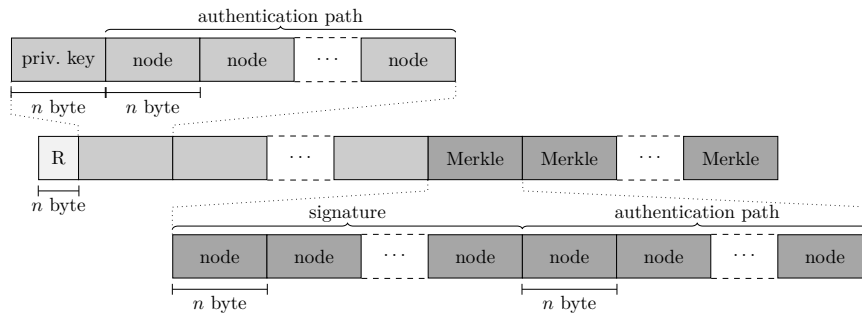 authentication path
priv. key node node ··· node
n byte n byte
R ··· Merkle Merkle ··· Merkle
n byte
signature authentication path
node node ··· node node node ··· node
n byte n byte